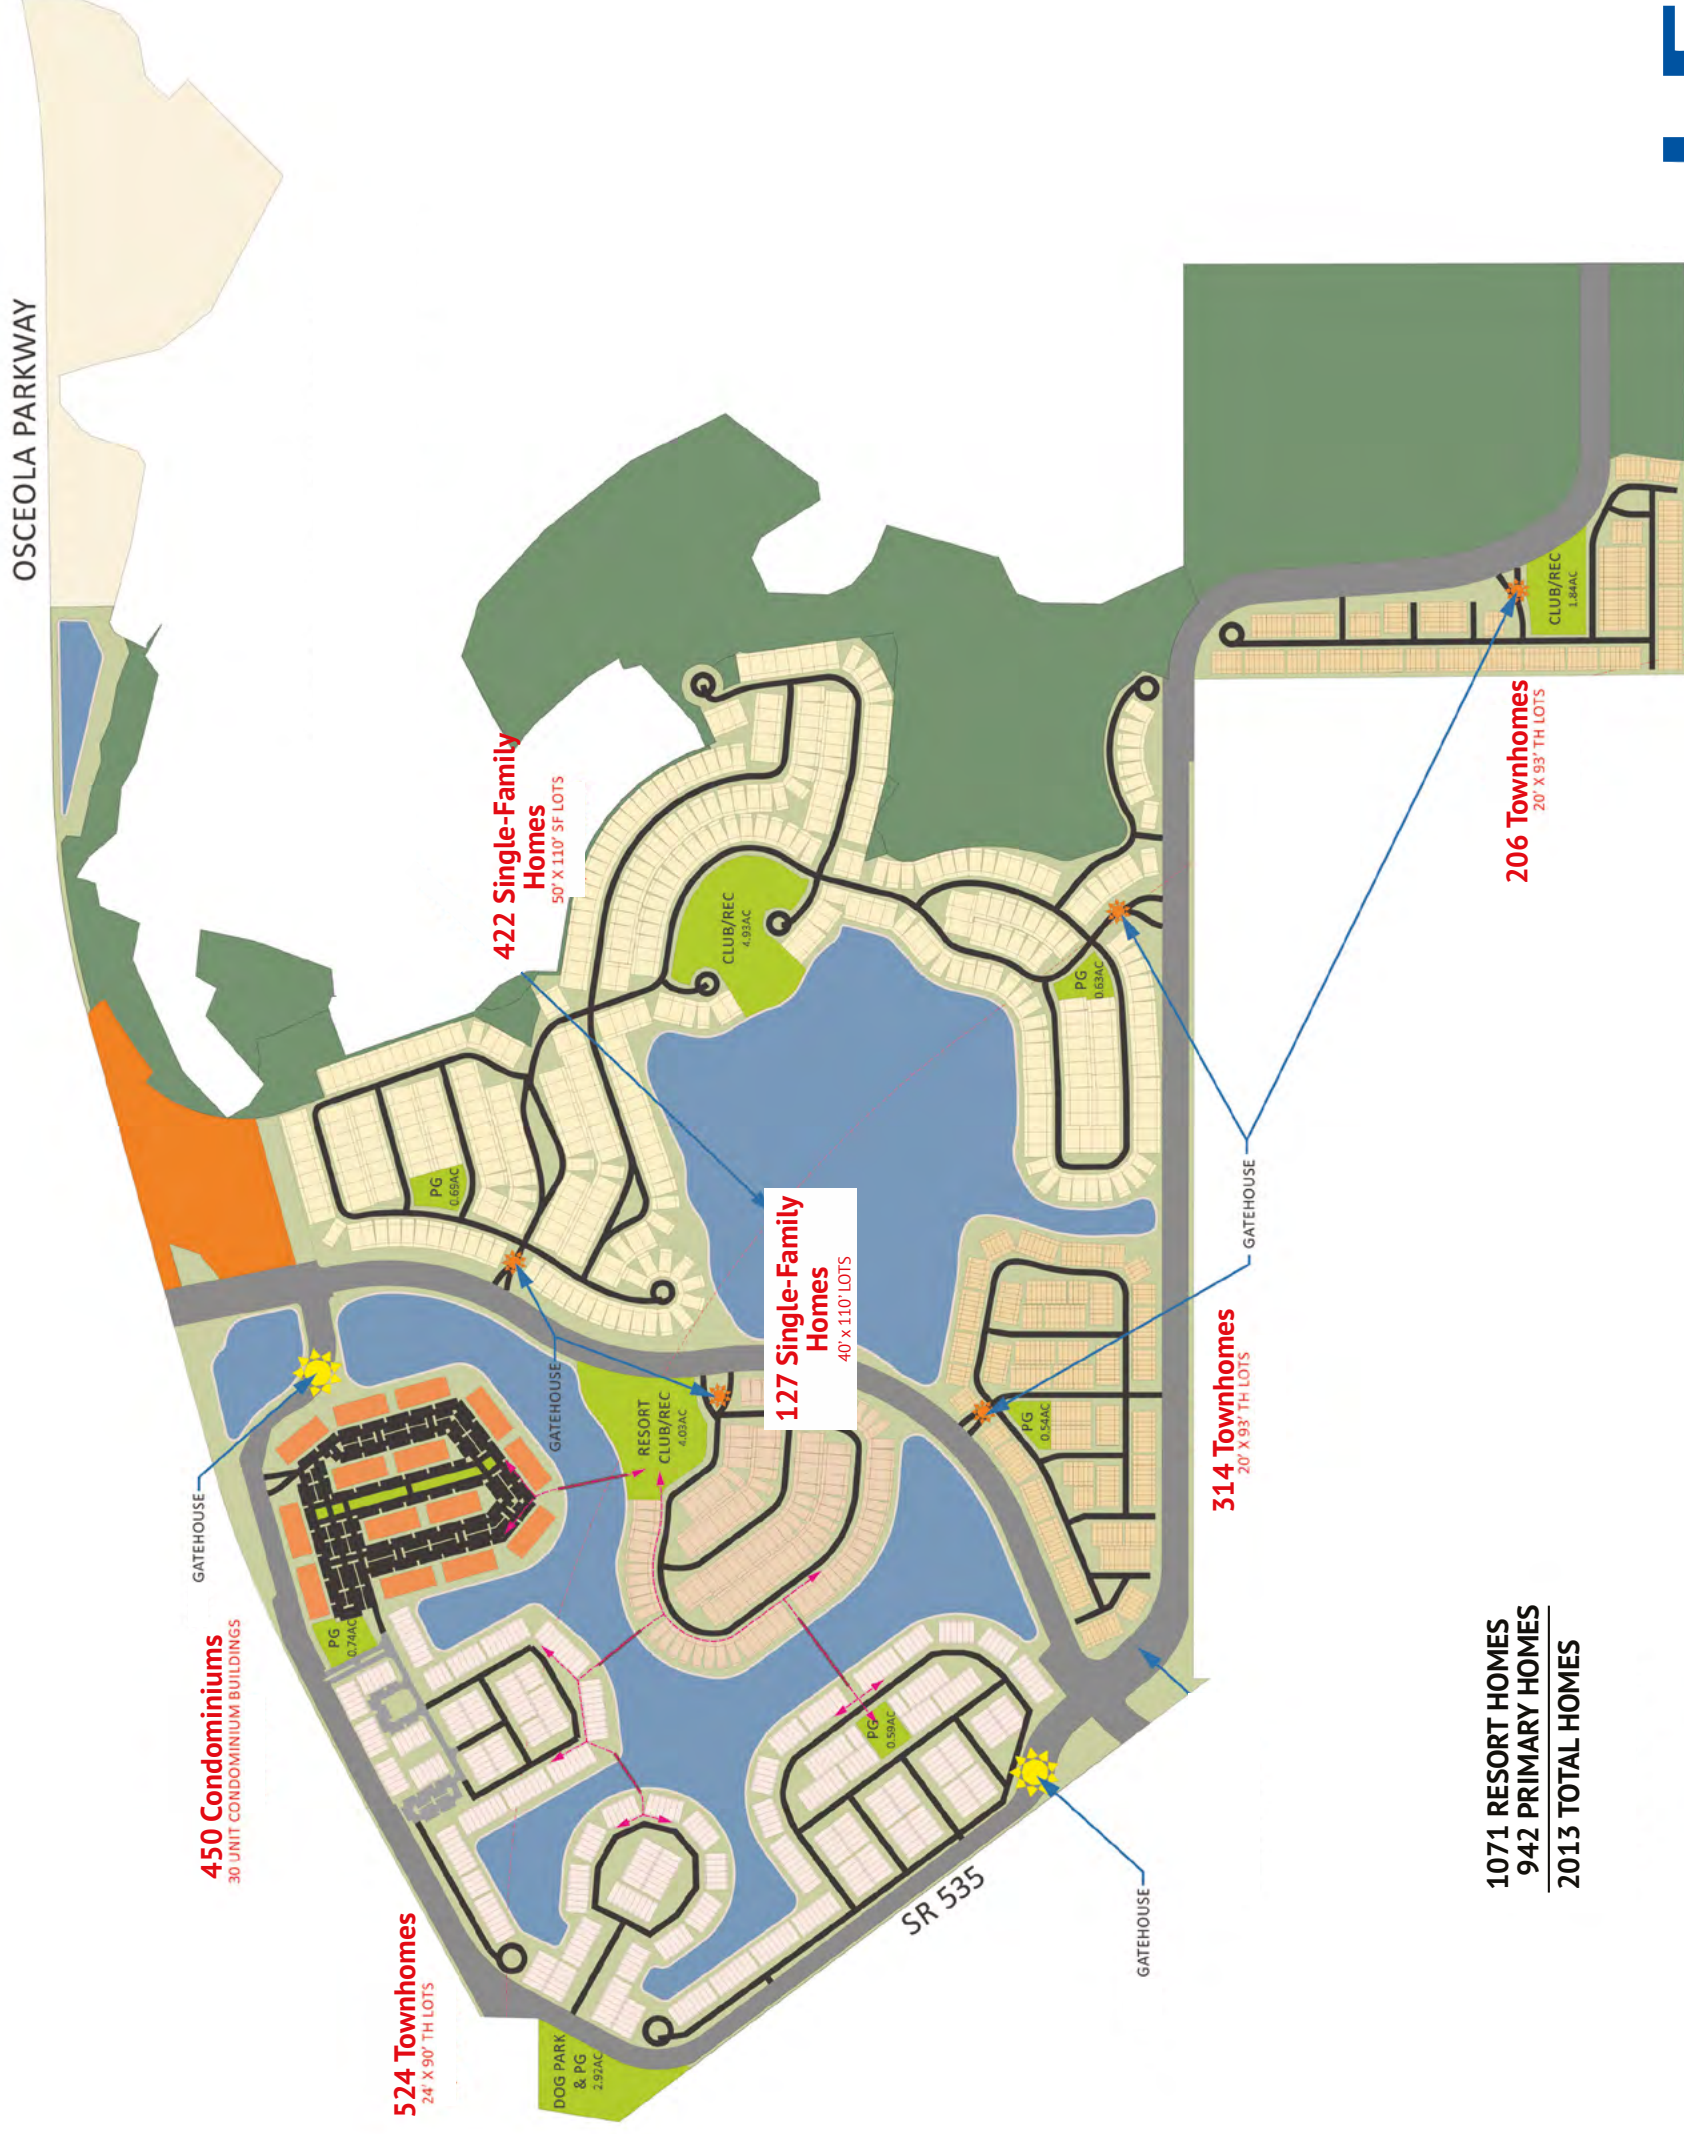 OSCEOLA PARKWAY
GATEHOUSE
450 Condominiums
30 UNIT CONDOMINIUM BUILDINGS
PG
0.74AC
524 Townhomes
24' X 90' TH LOTS
DOG PARK
& PG
2.92AC
422 Single-Family
Homes
50' X 110' SF LOTS
PG
0.69AC
GATEHOUSE
RESORT
CLUB/REC
4.03AC
CLUB/REC
4.93AC
127 Single-Family
Homes
40' x 110' LOTS
PG
0.59AC
SR 535
GATEHOUSE
PG
0.63AC
PG
0.54AC
314 Townhomes
20' X 93' TH LOTS
GATEHOUSE
206 Townhomes
20' X 93' TH LOTS
CLUB/REC
1.84AC
1071 RESORT HOMES
942 PRIMARY HOMES
2013 TOTAL HOMES